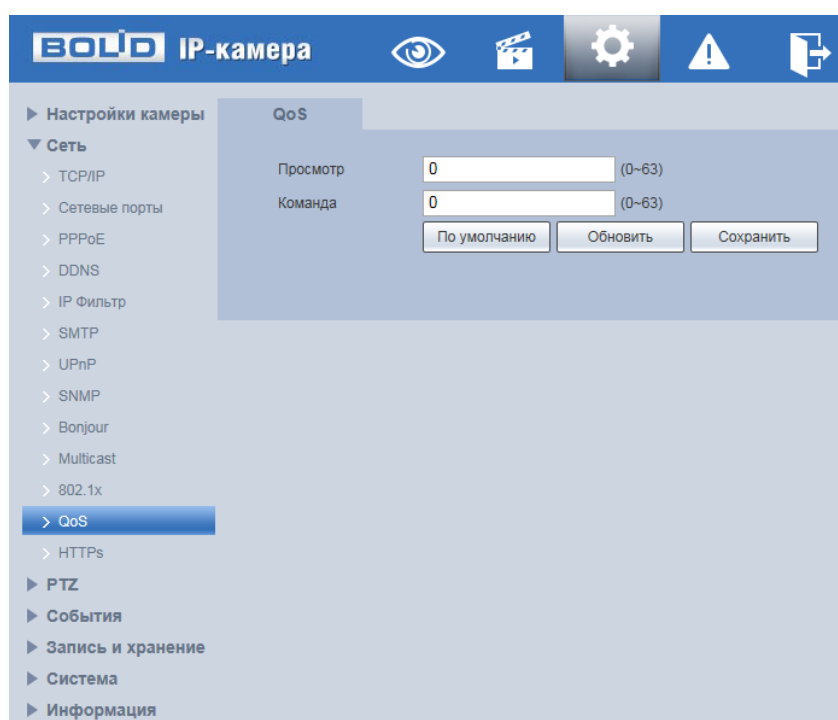 BOLID IP-камера
Настройки камеры
Сеть
TCP/IP
Сетевые порты
PPPoE
DDNS
IP Фильтр
SMTP
UPnP
SNMP
Bonjour
Multicast
802.1x
QoS
HTTPs
PTZ
События
Запись и хранение
Система
Информация
QoS
Просмотр 0 (0~63)
Команда 0 (0~63)
По умолчанию Обновить Сохранить